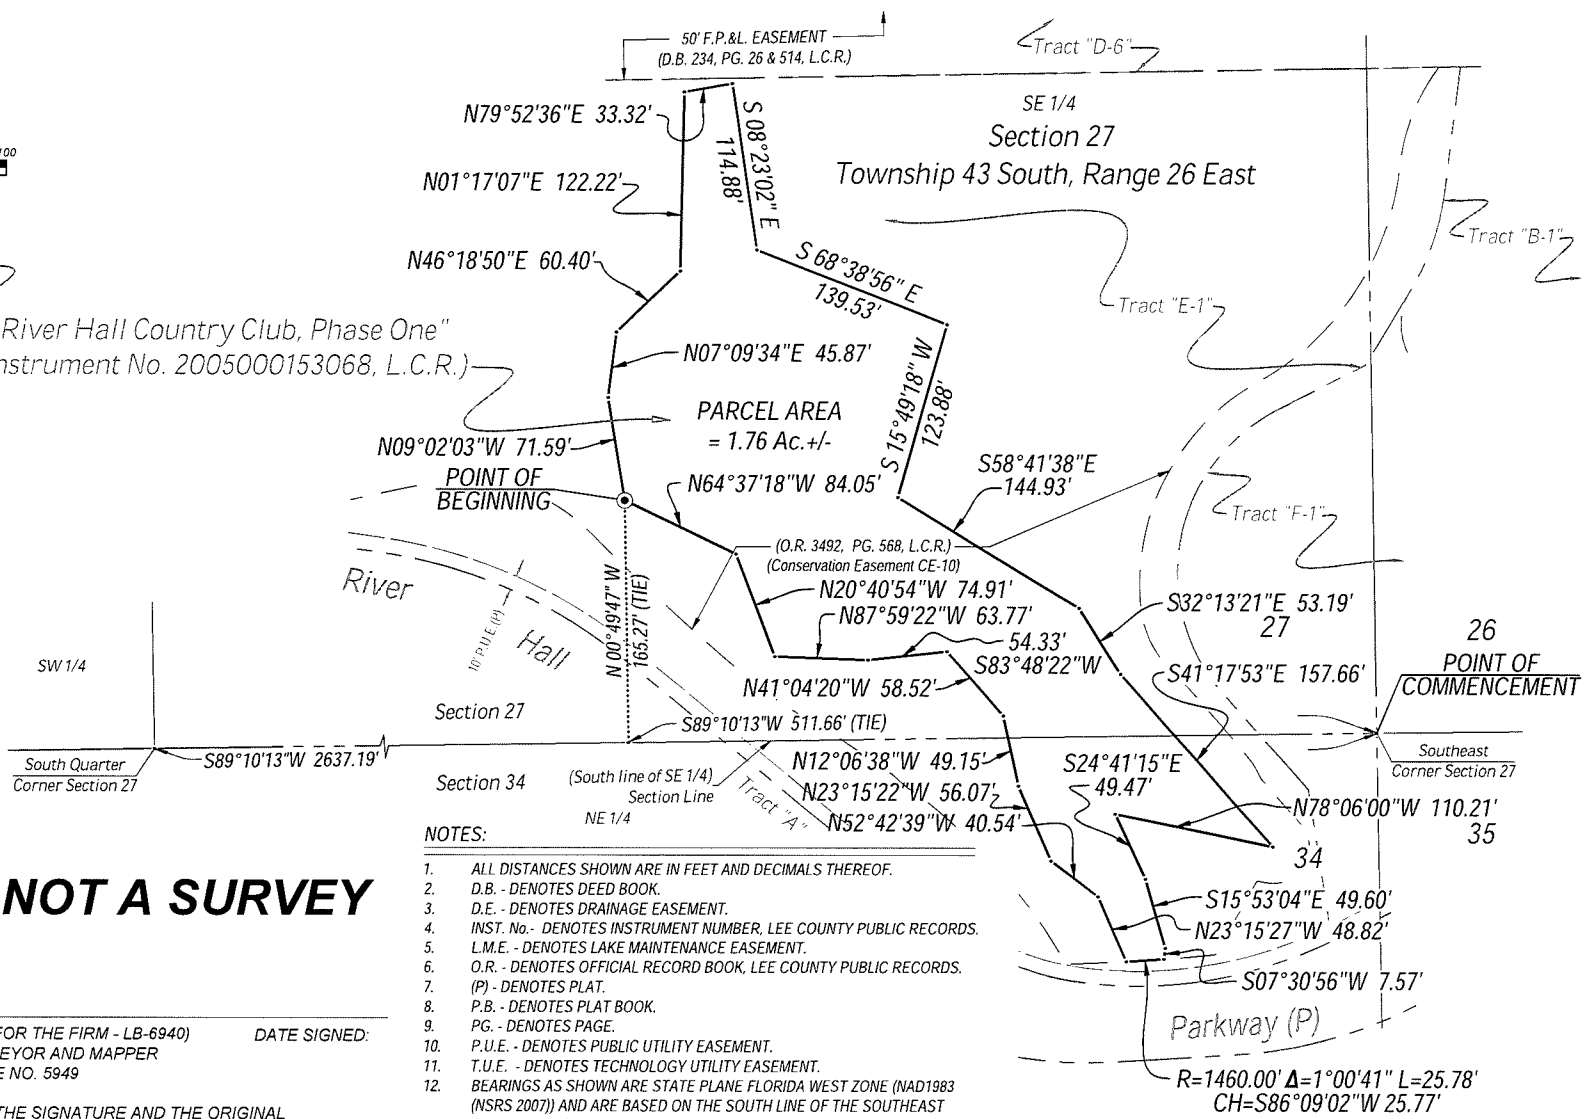 50' F.P.&L. EASEMENT
(D.B. 234, PG. 26 & 514, L.C.R.)
Tract "D-6"
N79°52'36"E 33.32'
S 08°23'02" E
114.88'
SE 1/4
Section 27
Township 43 South, Range 26 East
100
N01°17'07"E 122.22'
Tract "B-1"
N46°18'50"E 60.40'
S 68°38'56" E
139.53'
Tract "E-1"
River Hall Country Club, Phase One"
nstrument No. 2005000153068, L.C.R.)
N07°09'34"E 45.87'
S 15°49'18" W
123.88'
PARCEL AREA
= 1.76 Ac.+/-
N09°02'03"W 71.59'
POINT OF
BEGINNING
N64°37'18"W 84.05'
S58°41'38"E
144.93'
Tract "F-1"
(O.R. 3492, PG. 568, L.C.R.)
(Conservation Easement CE-10)
River
Hall
10' P.U.E.(P)
N 00°49'47" W
165.27' (TIE)
N20°40'54"W 74.91'
N87°59'22"W 63.77'
54.33'
S83°48'22"W
S32°13'21"E 53.19'
27
26
POINT OF
COMMENCEMENT
SW 1/4
N41°04'20"W 58.52'
S41°17'53"E 157.66'
Section 27
S89°10'13"W 511.66' (TIE)
South Quarter
Corner Section 27
S89°10'13"W 2637.19'
Southeast
Corner Section 27
Section 34
(South line of SE 1/4)
Section Line
NE 1/4
Tract "A"
N12°06'38"W 49.15'
N23°15'22"W 56.07'
N52°42'39"W 40.54'
S24°41'15"E
49.47'
N78°06'00"W 110.21'
35
34
S15°53'04"E 49.60'
N23°15'27"W 48.82'
S07°30'56"W 7.57'
Parkway (P)
R=1460.00' Δ=1°00'41" L=25.78'
CH=S86°09'02"W 25.77'
NOT A SURVEY
NOTES:
1. ALL DISTANCES SHOWN ARE IN FEET AND DECIMALS THEREOF.
2. D.B. - DENOTES DEED BOOK.
3. D.E. - DENOTES DRAINAGE EASEMENT.
4. INST. No.- DENOTES INSTRUMENT NUMBER, LEE COUNTY PUBLIC RECORDS.
5. L.M.E. - DENOTES LAKE MAINTENANCE EASEMENT.
6. O.R. - DENOTES OFFICIAL RECORD BOOK, LEE COUNTY PUBLIC RECORDS.
7. (P) - DENOTES PLAT.
8. P.B. - DENOTES PLAT BOOK.
9. PG. - DENOTES PAGE.
10. P.U.E. - DENOTES PUBLIC UTILITY EASEMENT.
11. T.U.E. - DENOTES TECHNOLOGY UTILITY EASEMENT.
12. BEARINGS AS SHOWN ARE STATE PLANE FLORIDA WEST ZONE (NAD1983
(NSRS 2007)) AND ARE BASED ON THE SOUTH LINE OF THE SOUTHEAST
FOR THE FIRM - LB-6940) DATE SIGNED:
EYOR AND MAPPER
E NO. 5949
THE SIGNATURE AND THE ORIGINAL